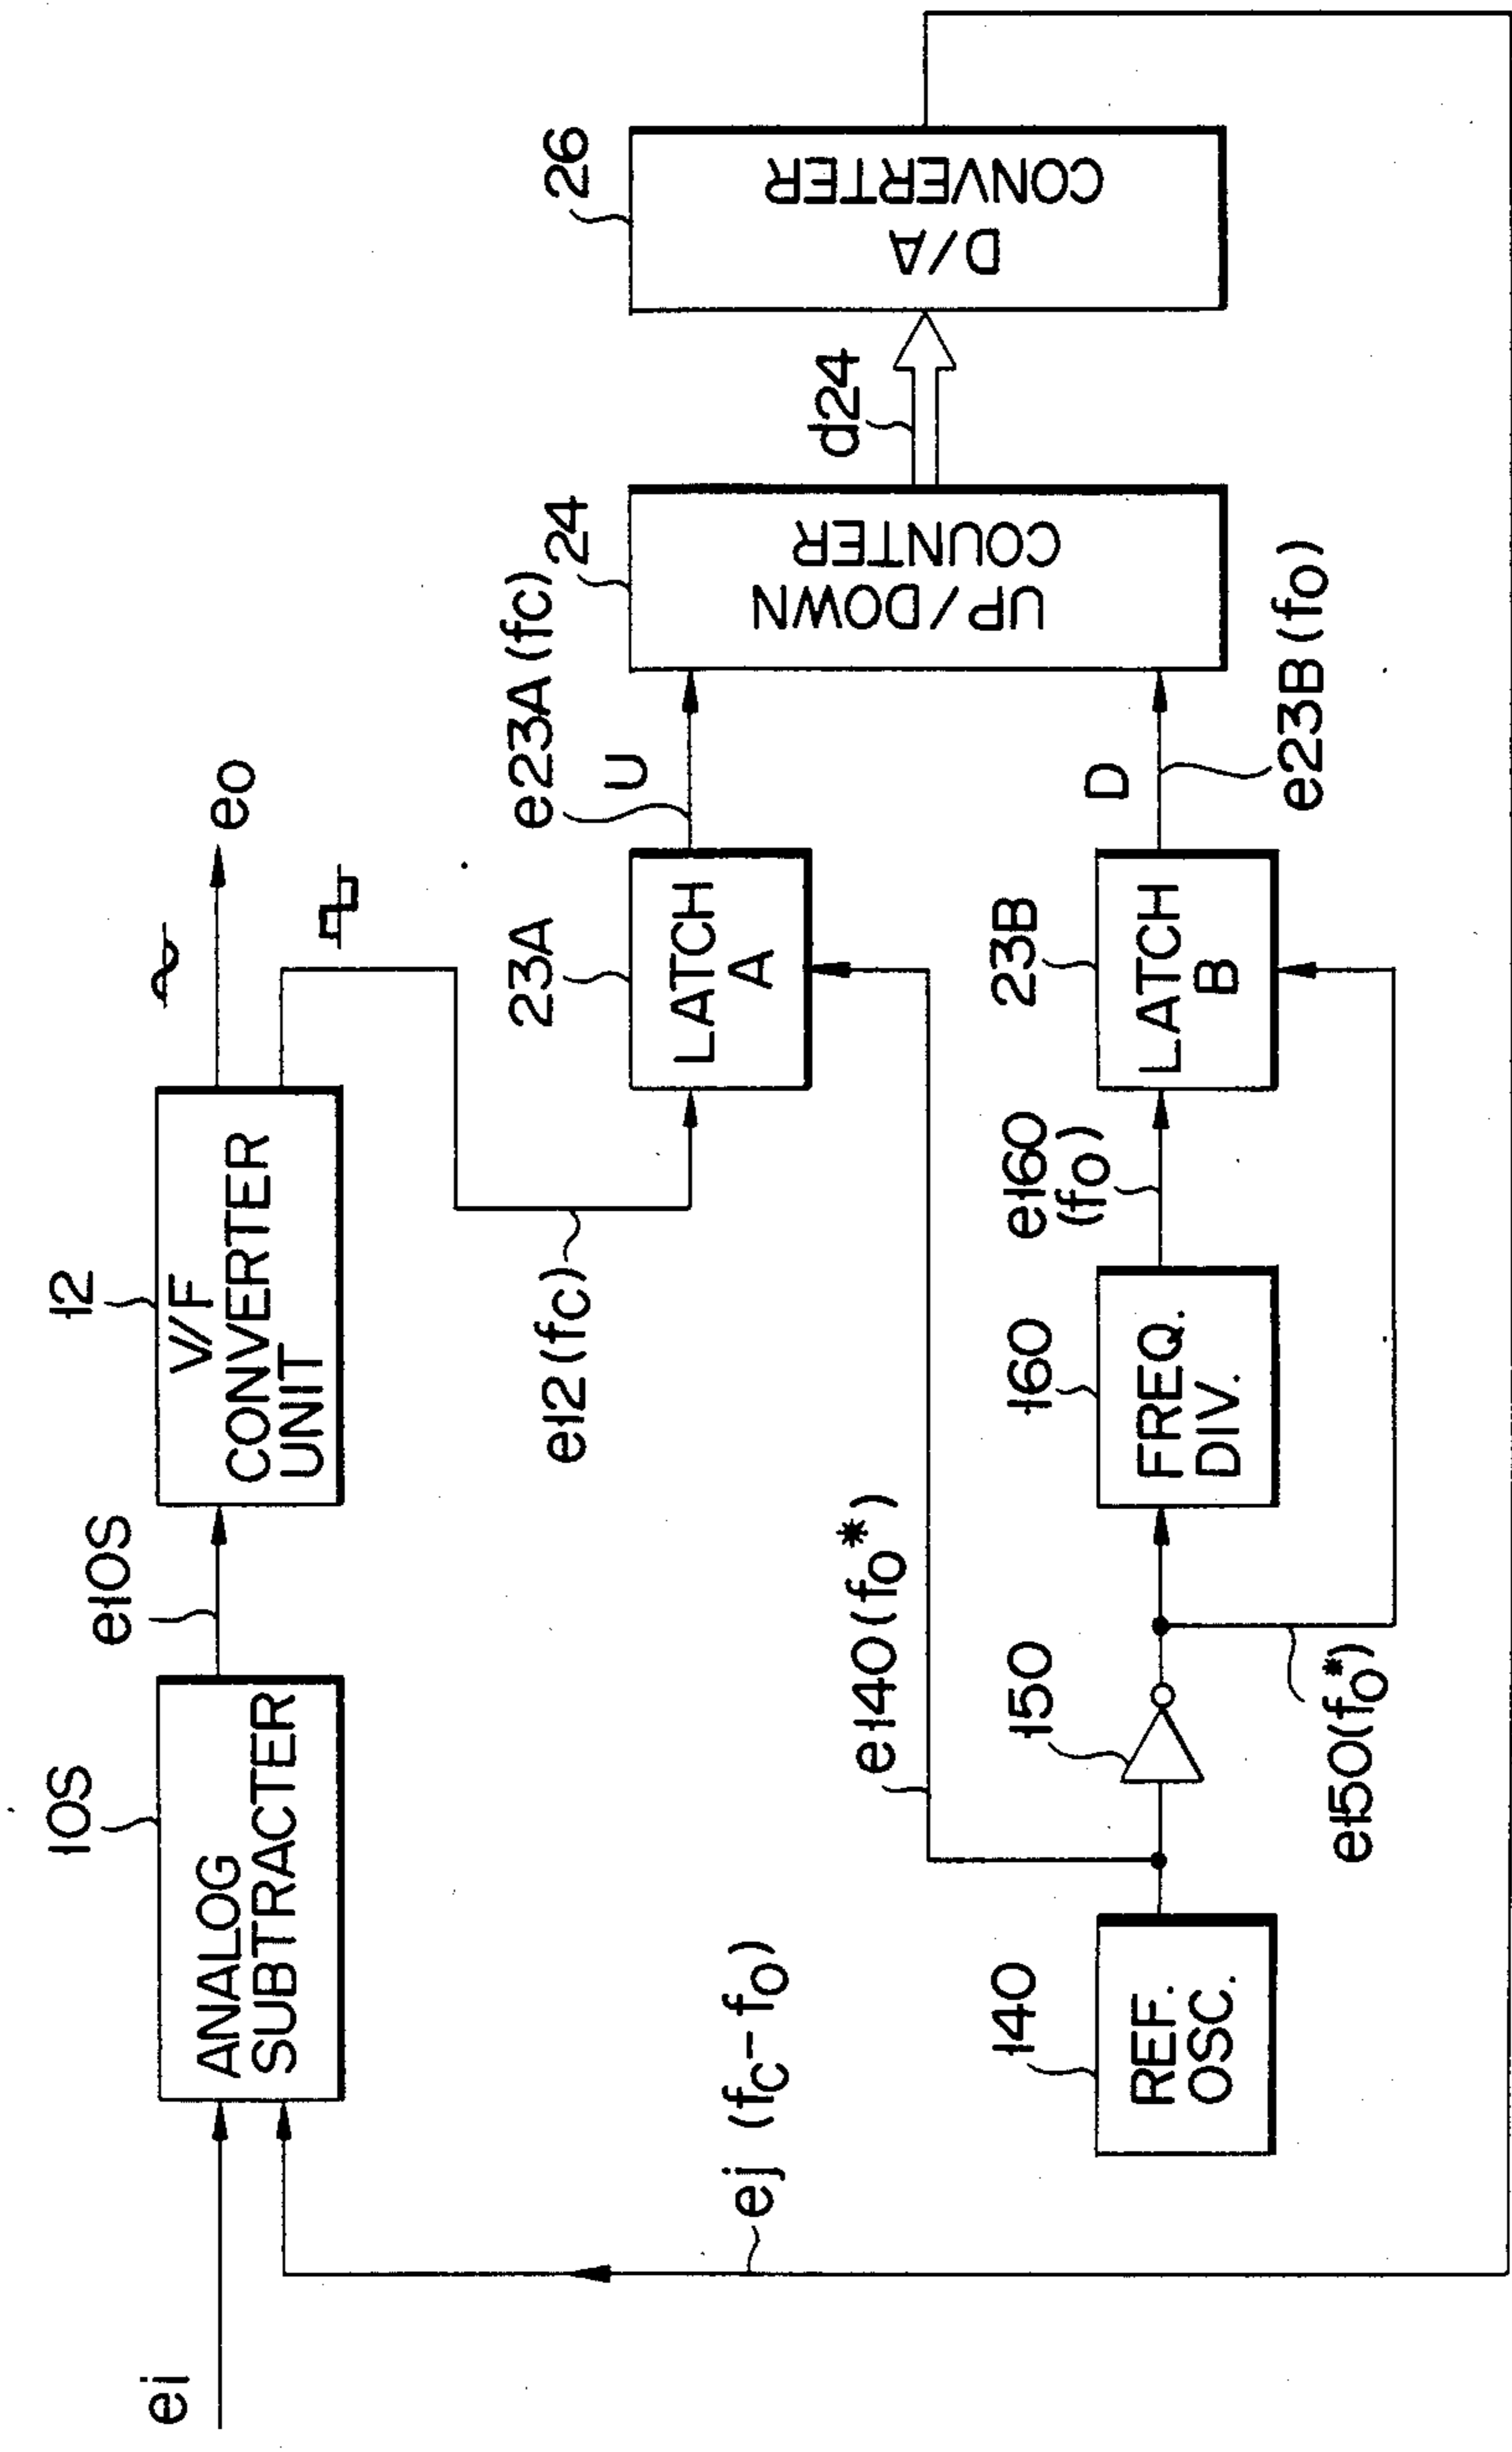 ei
10S
ANALOG
SUBTRACTER
e10S
12
V/F
CONVERTER
UNIT
eo
ej (fc-fo)
e12(fc)
23A
LATCH
A
e23A(fc)
U
24
UP/DOWN
COUNTER
d24
26
D/A
CONVERTER
e140(fo*)
140
REF.
OSC.
150
e150(fo*)
160
FREQ.
DIV.
e160
(fo)
23B
LATCH
B
D
e23B(fo)